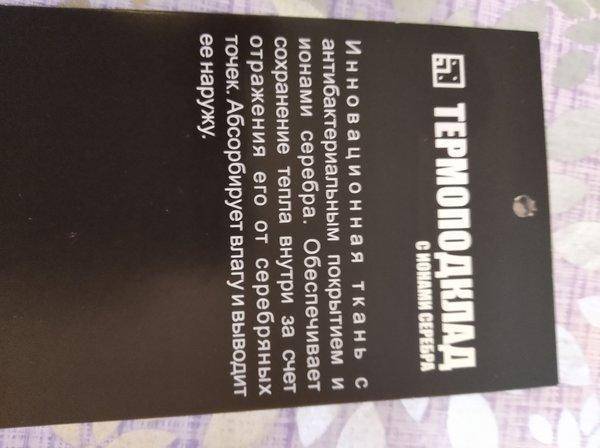 ТЕРМОПОДКЛАД
С ИОНАМИ СЕРЕБРА
Инновационная ткань с
антибактериальным покрытием и
ионами серебра. Обеспечивает
сохранение тепла внутри за счет
отражения его от серебряных
точек. Абсорбирует влагу и выводит
ее наружу.